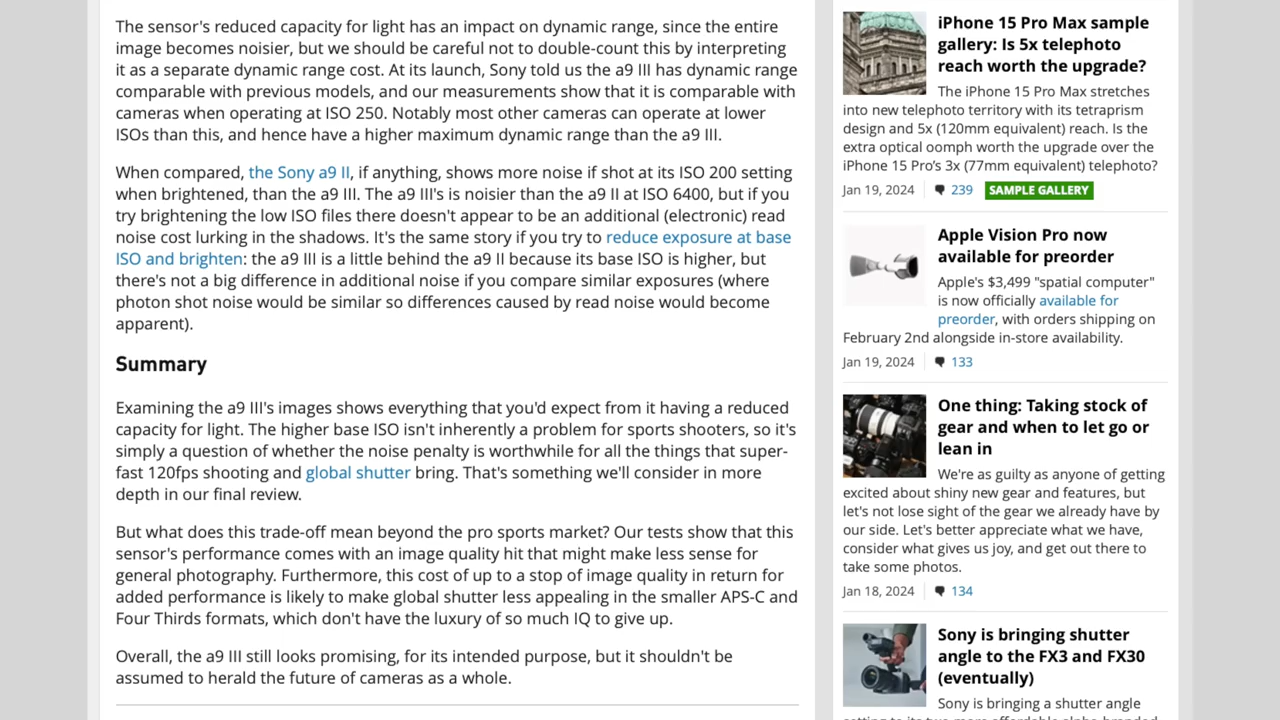 The sensor's reduced capacity for light has an impact on dynamic range, since the entire
image becomes noisier, but we should be careful not to double-count this by interpreting
it as a separate dynamic range cost. At its launch, Sony told us the a9 III has dynamic range
comparable with previous models, and our measurements show that it is comparable with
cameras when operating at ISO 250. Notably most other cameras can operate at lower
ISOs than this, and hence have a higher maximum dynamic range than the a9 III.
When compared, the Sony a9 II, if anything, shows more noise if shot at its ISO 200 setting
when brightened, than the a9 III. The a9 III's is noisier than the a9 II at ISO 6400, but if you
try brightening the low ISO files there doesn't appear to be an additional (electronic) read
noise cost lurking in the shadows. It's the same story if you try to reduce exposure at base
ISO and brighten: the a9 III is a little behind the a9 II because its base ISO is higher, but
there's not a big difference in additional noise if you compare similar exposures (where
photon shot noise would be similar so differences caused by read noise would become
apparent).
Summary
Examining the a9 III's images shows everything that you'd expect from it having a reduced
capacity for light. The higher base ISO isn't inherently a problem for sports shooters, so it's
simply a question of whether the noise penalty is worthwhile for all the things that super-
fast 120fps shooting and global shutter bring. That's something we'll consider in more
depth in our final review.
But what does this trade-off mean beyond the pro sports market? Our tests show that this
sensor's performance comes with an image quality hit that might make less sense for
general photography. Furthermore, this cost of up to a stop of image quality in return for
added performance is likely to make global shutter less appealing in the smaller APS-C and
Four Thirds formats, which don't have the luxury of so much IQ to give up.
Overall, the a9 III still looks promising, for its intended purpose, but it shouldn't be
assumed to herald the future of cameras as a whole.
iPhone 15 Pro Max sample
gallery: Is 5x telephoto
reach worth the upgrade?
The iPhone 15 Pro Max stretches
into new telephoto territory with its tetraprism
design and 5x (120mm equivalent) reach. Is the
extra optical oomph worth the upgrade over the
iPhone 15 Pro's 3x (77mm equivalent) telephoto?
Jan 19, 2024 239 SAMPLE GALLERY
Apple Vision Pro now
available for preorder
Apple's $3,499 "spatial computer"
is now officially available for
preorder, with orders shipping on
February 2nd alongside in-store availability.
Jan 19, 2024 133
One thing: Taking stock of
gear and when to let go or
lean in
We're as guilty as anyone of getting
excited about shiny new gear and features, but
let's not lose sight of the gear we already have by
our side. Let's better appreciate what we have,
consider what gives us joy, and get out there to
take some photos.
Jan 18, 2024 134
Sony is bringing shutter
angle to the FX3 and FX30
(eventually)
Sony is bringing a shutter angle